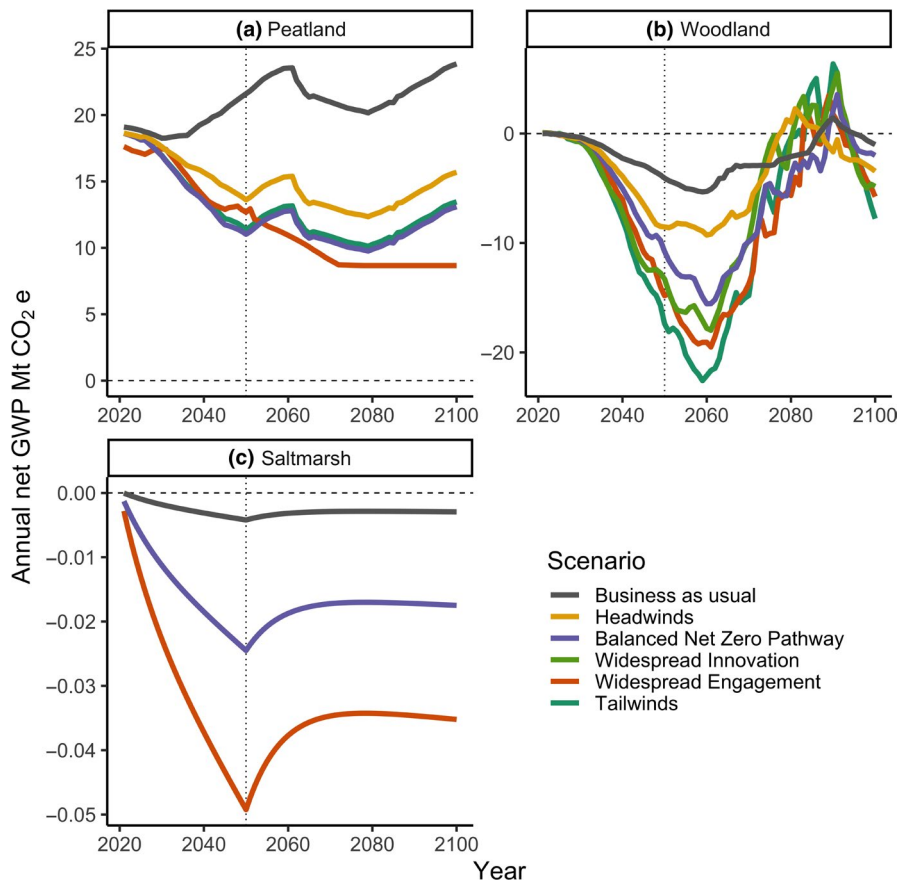 (a) Peatland
25
20
15
10
5
0
2020 2040 2060 2080 2100
(b) Woodland
0
−10
−20
2020 2040 2060 2080 2100
Annual net GWP Mt CO₂ e
(c) Saltmarsh
0.00
−0.01
−0.02
−0.03
−0.04
−0.05
2020 2040 2060 2080 2100
Year
Scenario
Business as usual
Headwinds
Balanced Net Zero Pathway
Widespread Innovation
Widespread Engagement
Tailwinds